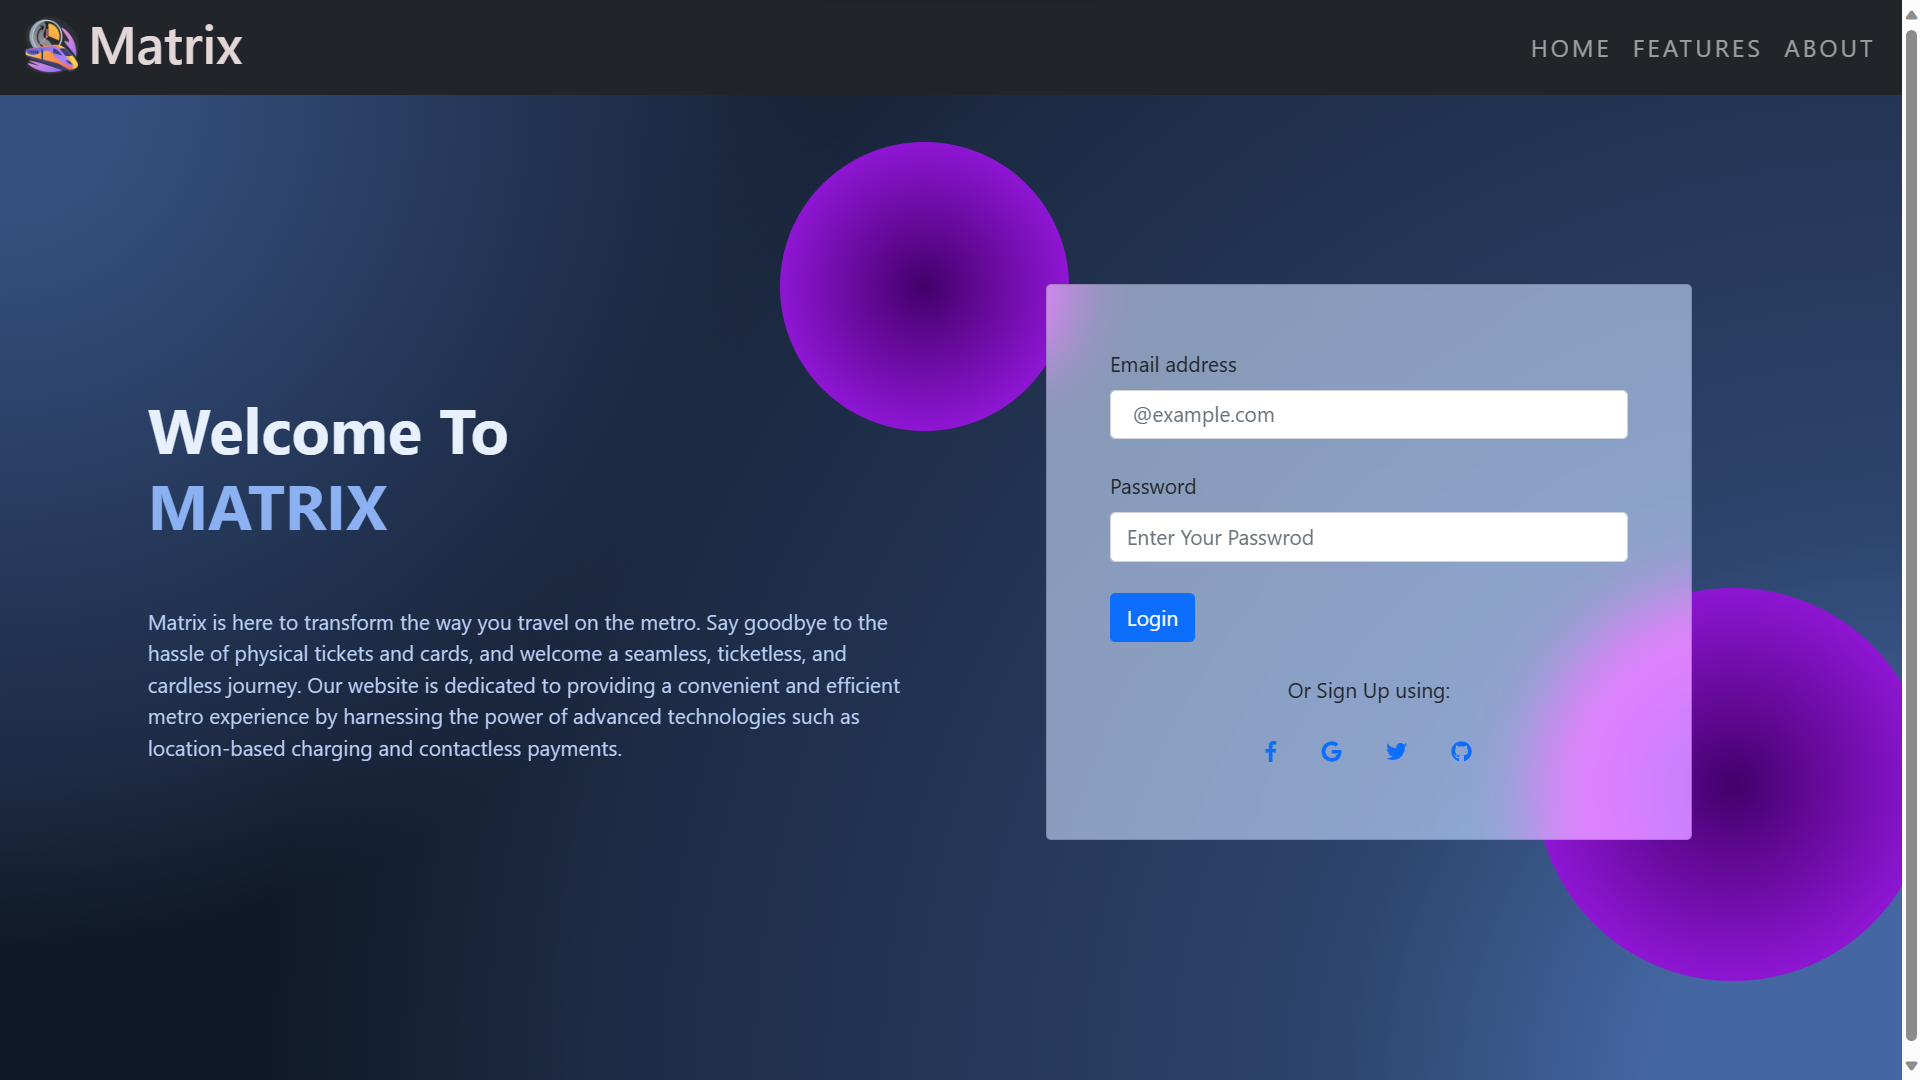 Matrix
HOME FEATURES ABOUT
Welcome To
MATRIX
Matrix is here to transform the way you travel on the metro. Say goodbye to the
hassle of physical tickets and cards, and welcome a seamless, ticketless, and
cardless journey. Our website is dedicated to providing a convenient and efficient
metro experience by harnessing the power of advanced technologies such as
location-based charging and contactless payments.
Email address
@example.com
Password
Enter Your Passwrod
Login
Or Sign Up using: